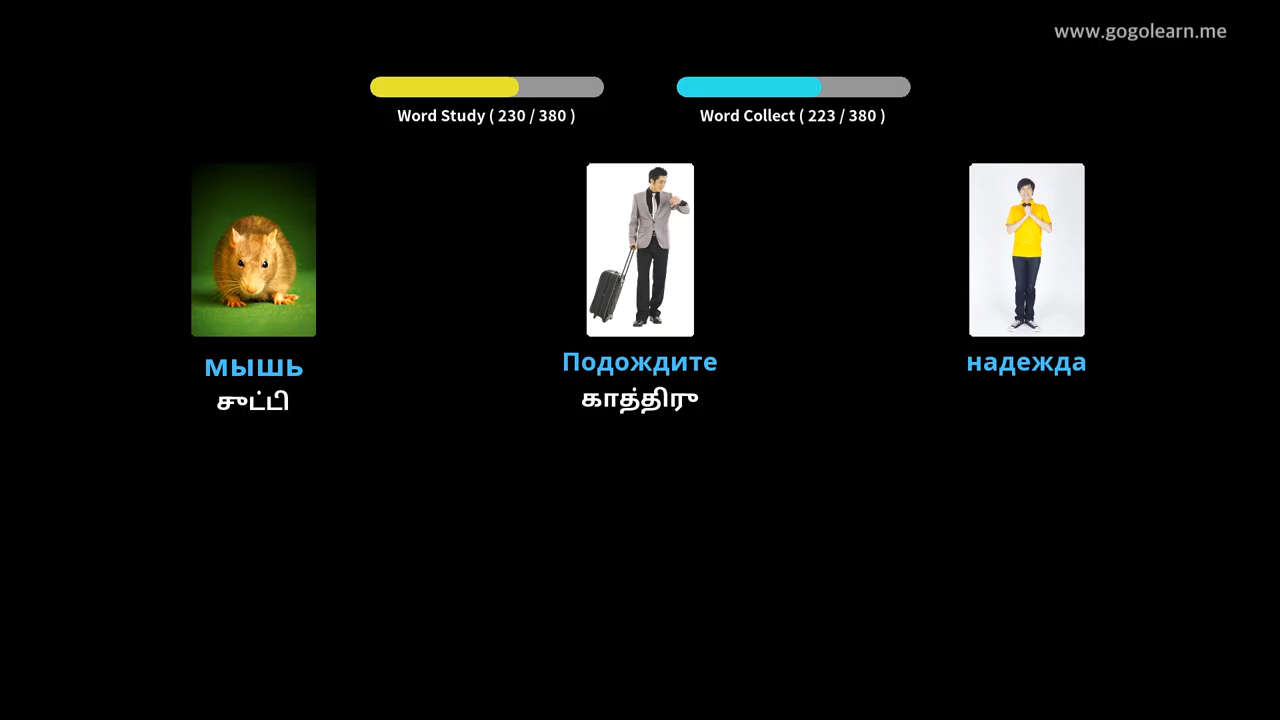 www.gogolearn.me
Word Study ( 230 / 380 )
Word Collect ( 223 / 380 )
мышь
சுட்டி
Подождите
காத்திரு
надежда